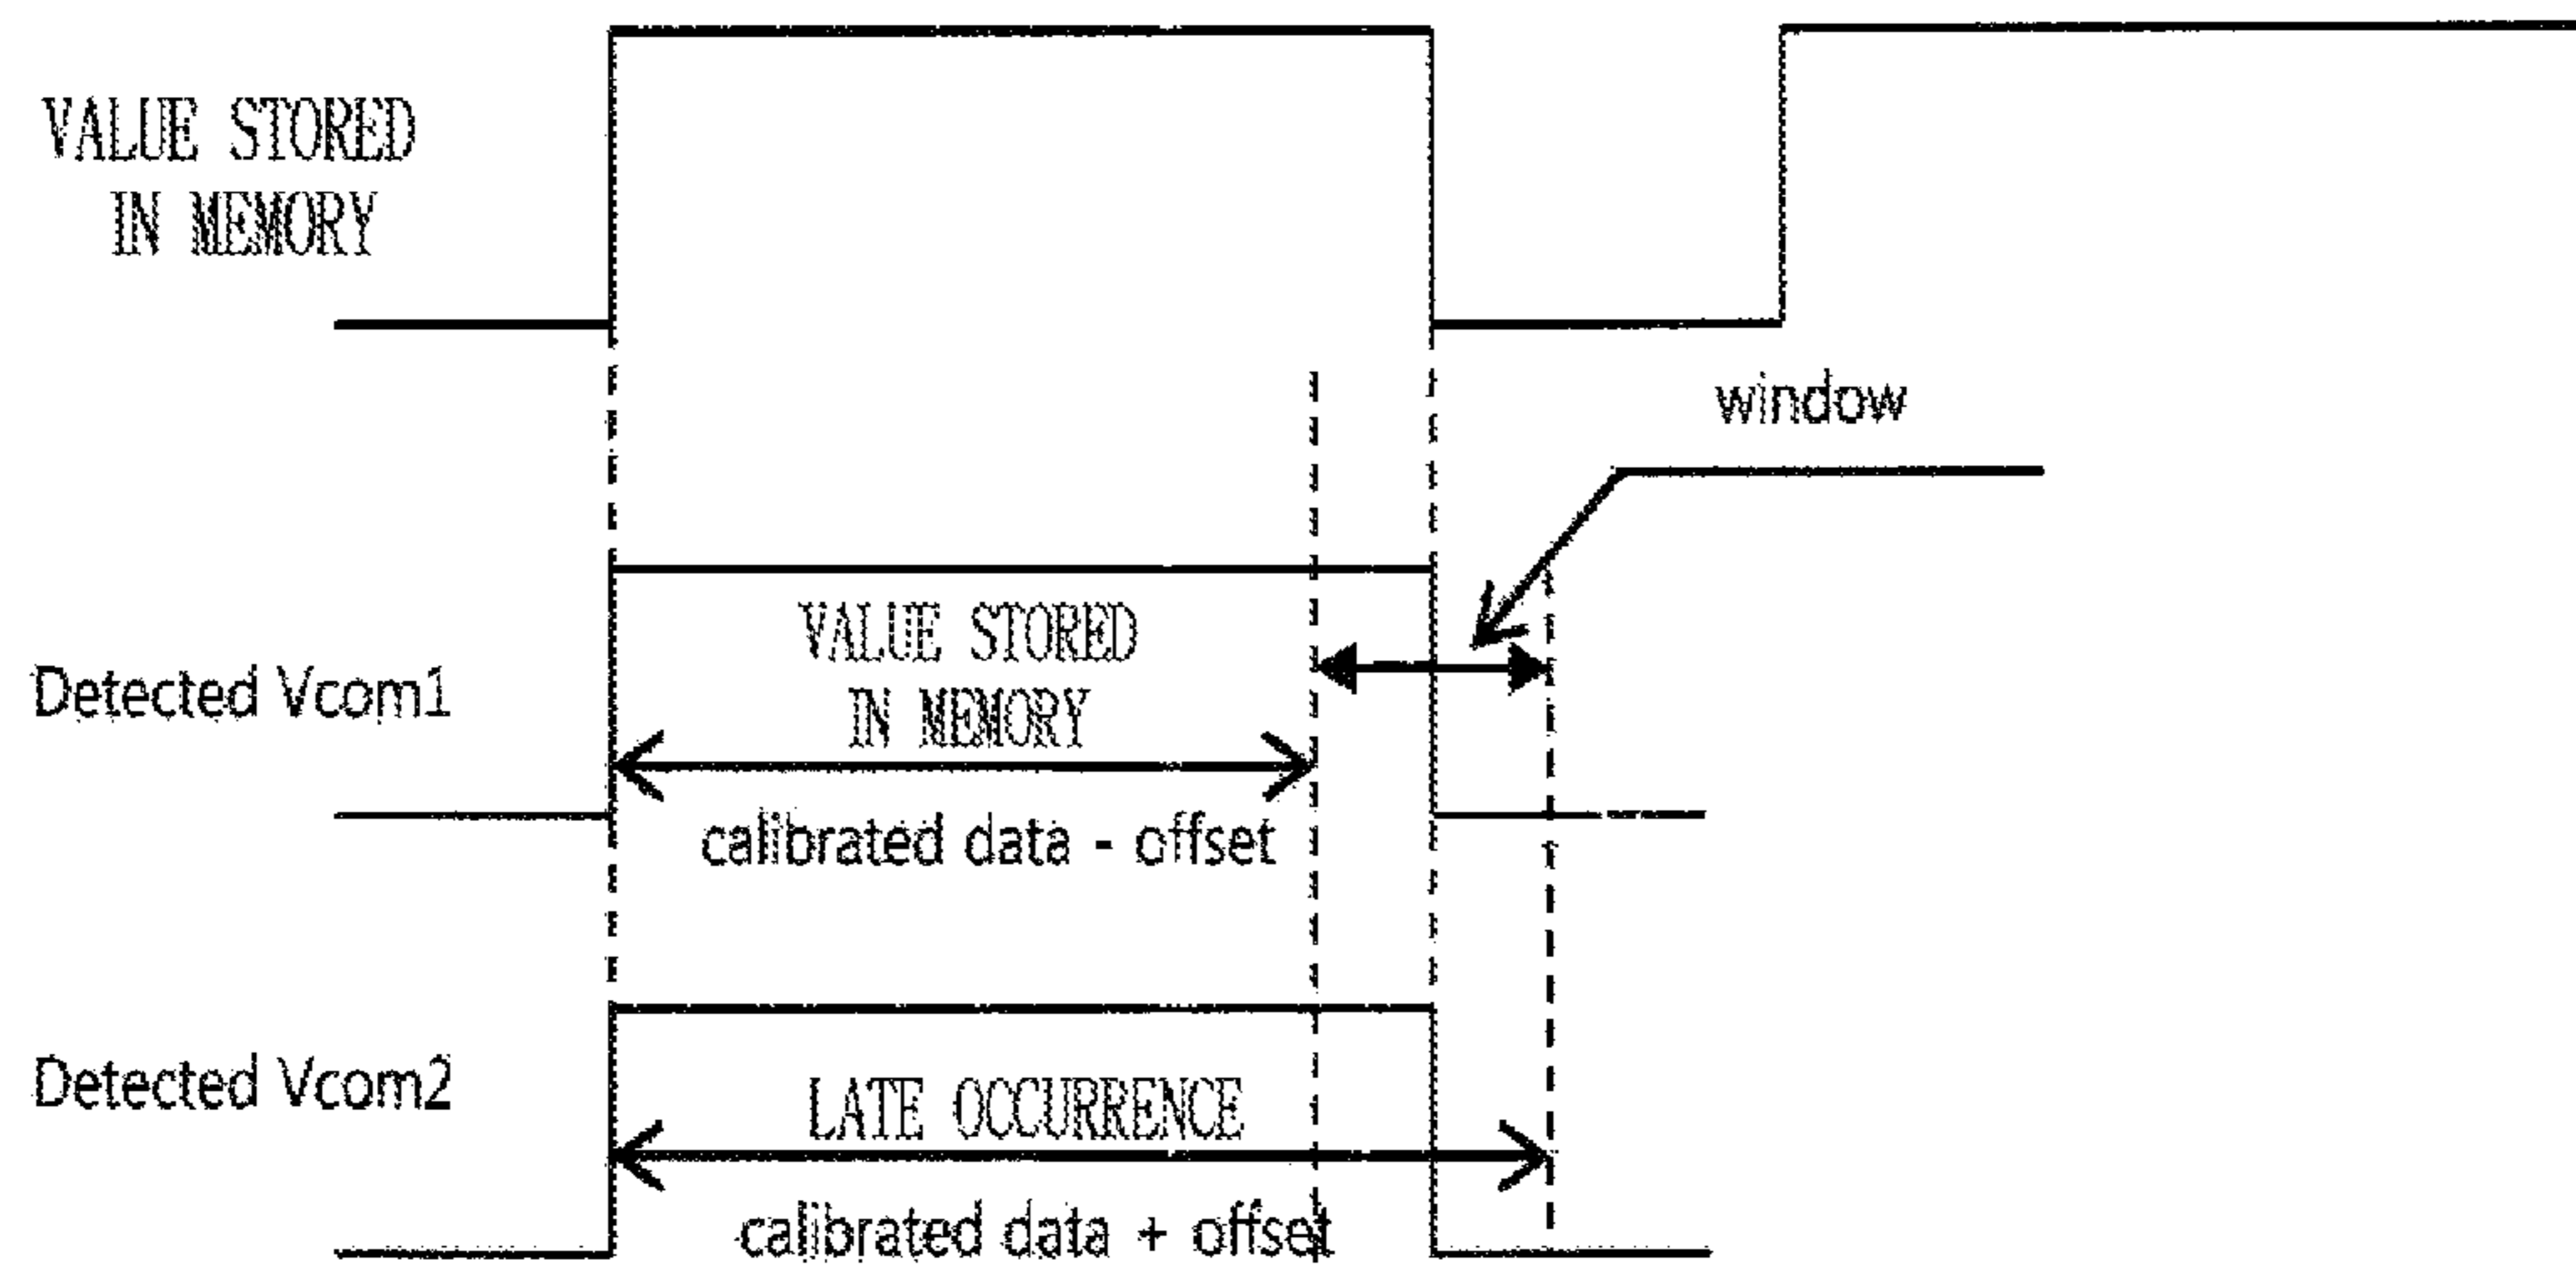 VALUE STORED
IN MEMORY
window
VALUE STORED
IN MEMORY
Detected Vcom1
calibrated data - offset
Detected Vcom2
LATE OCCURRENCE
calibrated data + offset